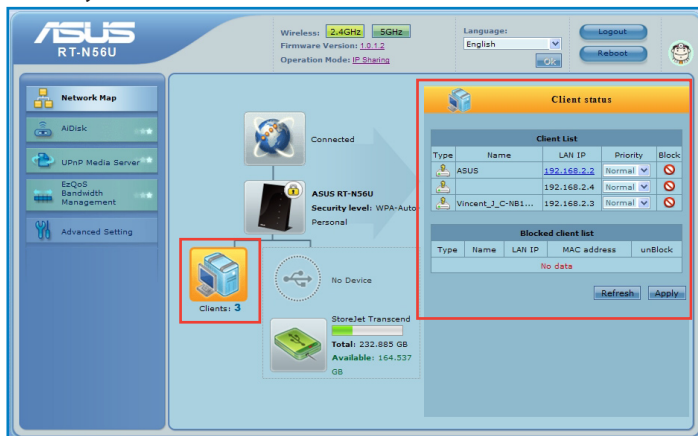 ASUS
RT-N56U
Wireless: 2.4GHz 5GHz
Firmware Version: 1.0.1.2
Operation Mode: IP Sharing
Language:
English
OK
Logout
Reboot
Network Map
AiDisk
UPnP Media Server
EzQoS
Bandwidth
Management
Advanced Setting
Connected
ASUS RT-N56U
Security level: WPA-Auto-
Personal
Clients: 3
No Device
StoreJet Transcend
Total: 232.885 GB
Available: 164.537
GB
Client status
Client List
Type Name LAN IP Priority Block
ASUS 192.168.2.2 Normal
192.168.2.4 Normal
Vincent_J_C-NB1... 192.168.2.3 Normal
Blocked client list
Type Name LAN IP MAC address unBlock
No data
Refresh Apply